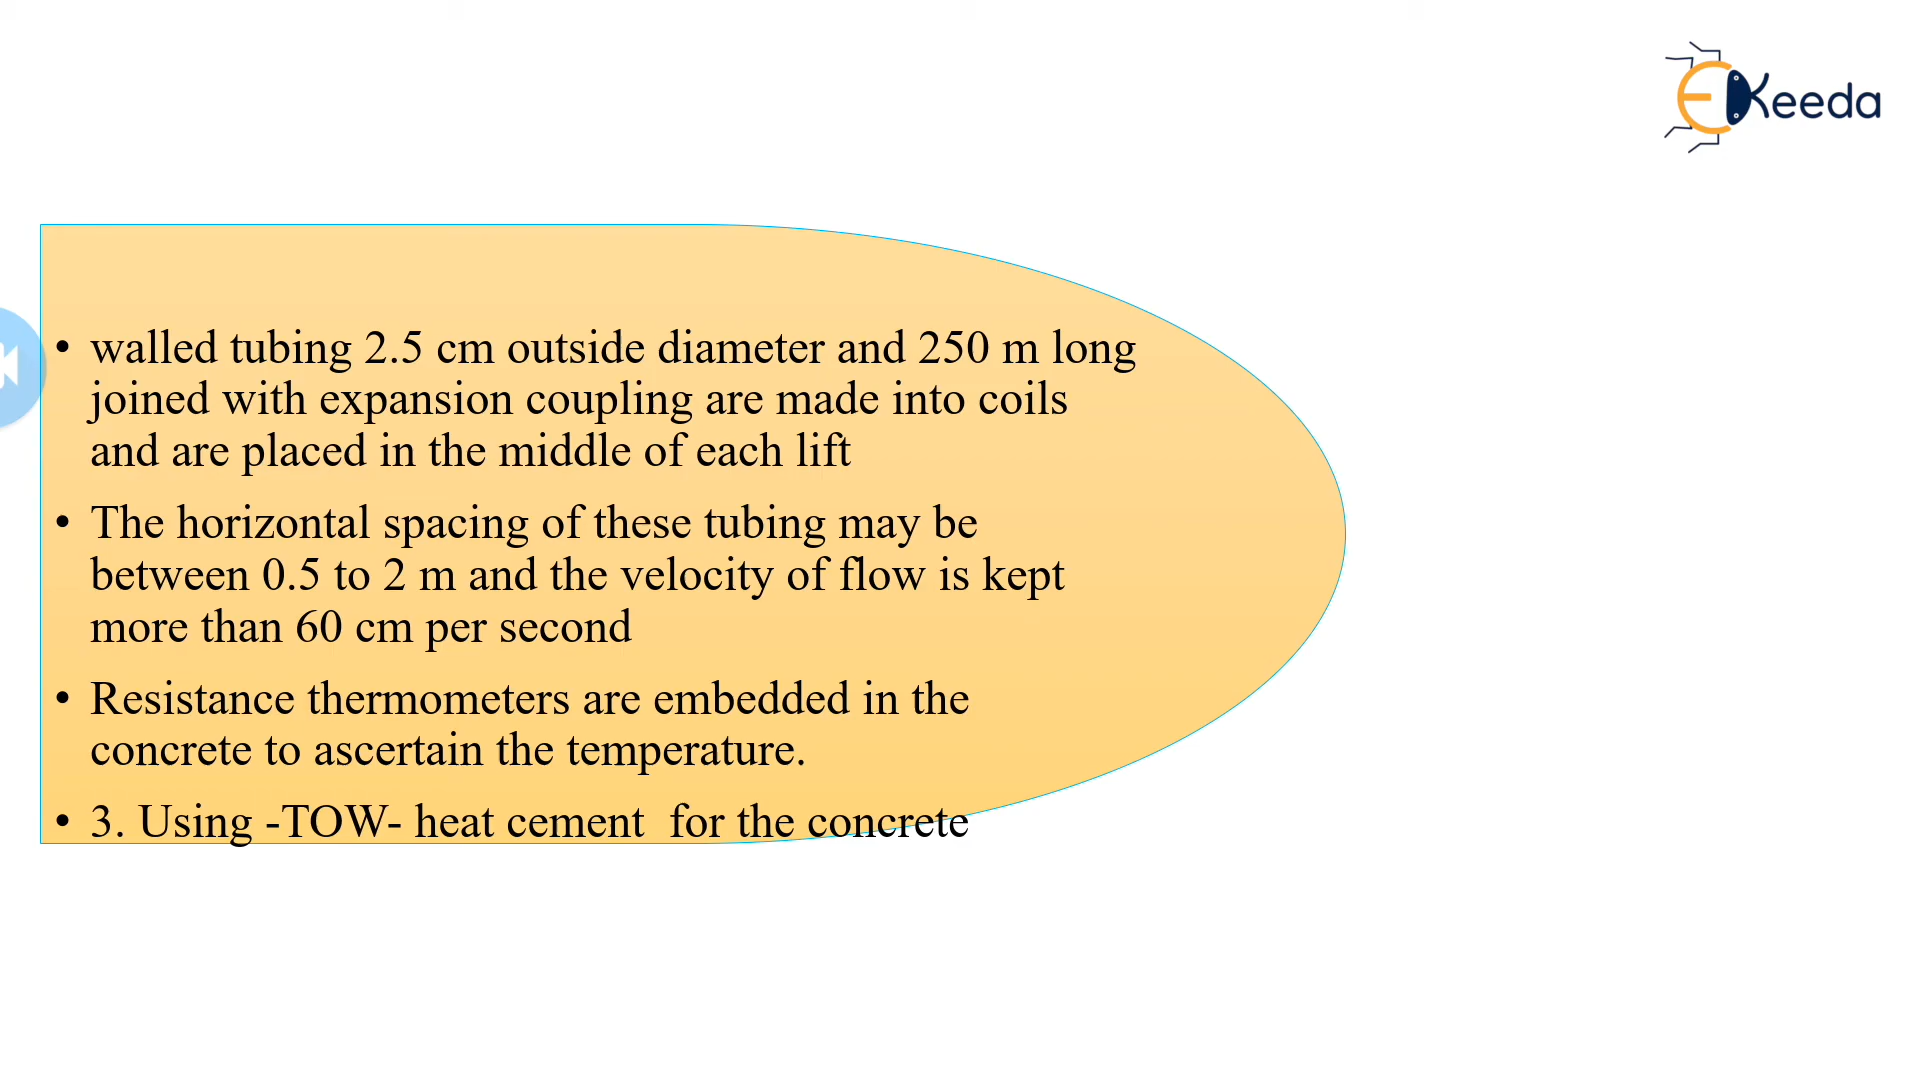 EKeeda
• walled tubing 2.5 cm outside diameter and 250 m long
joined with expansion coupling are made into coils
and are placed in the middle of each lift
• The horizontal spacing of these tubing may be
between 0.5 to 2 m and the velocity of flow is kept
more than 60 cm per second
• Resistance thermometers are embedded in the
concrete to ascertain the temperature.
• 3. Using -TOW- heat cement  for the concrete